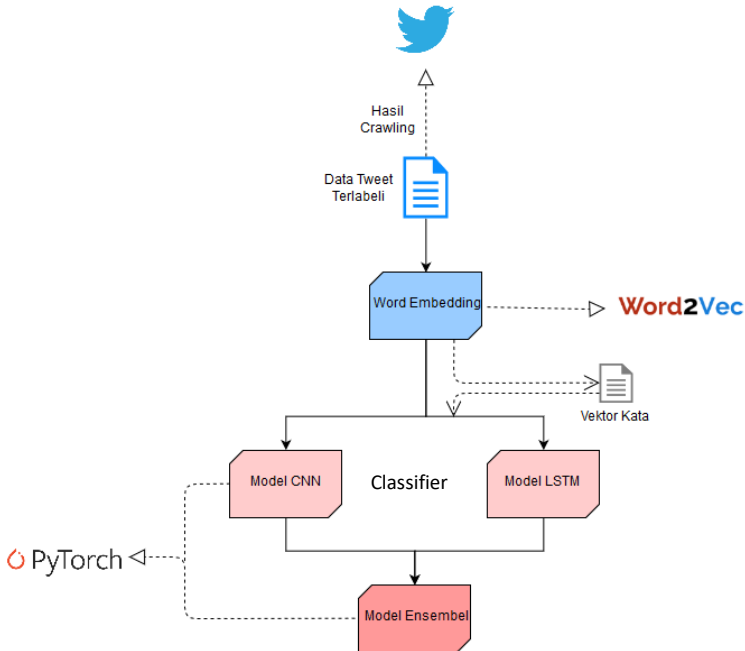 Hasil
Crawling
Data Tweet
Terlabeli
Word Embedding
Word2Vec
Vektor Kata
Model CNN
Classifier
Model LSTM
PyTorch
Model Ensembel